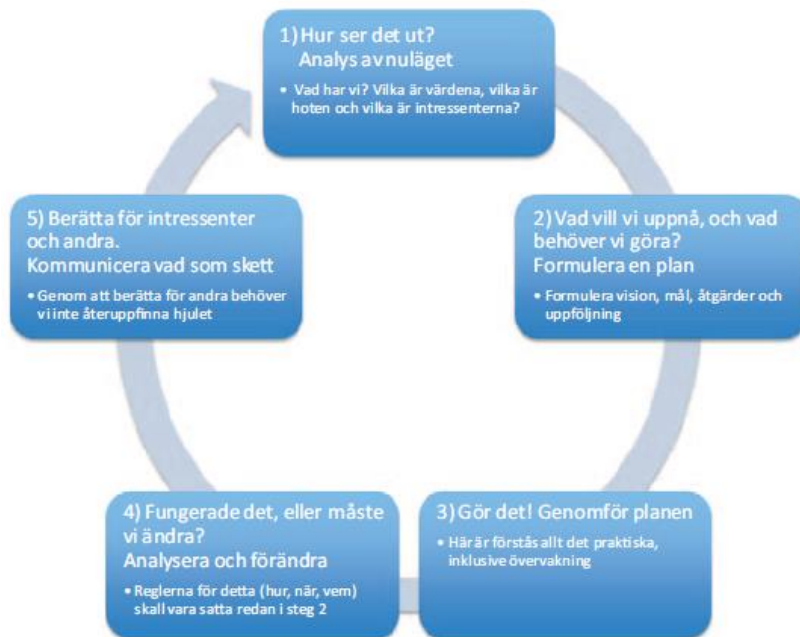 1) Hur ser det ut?
Analys av nuläget
• Vad har vi? Vilka är värdena, vilka är
hoten och vilka är intressenterna?
2) Vad vill vi uppnå, och vad
behöver vi göra?
Formulera en plan
• Formulera vision, mål, åtgärder och
uppföljning
3) Gör det! Genomför planen
• Här är förstås allt det praktiska,
inklusive övervakning
4) Fungerade det, eller måste
vi ändra?
Analysera och förändra
• Reglerna för detta (hur, när, vem)
skall vara satta redan i steg 2
5) Berätta för intressenter
och andra.
Kommunicera vad som skett
• Genom att berätta för andra behöver
vi inte återuppfinna hjulet